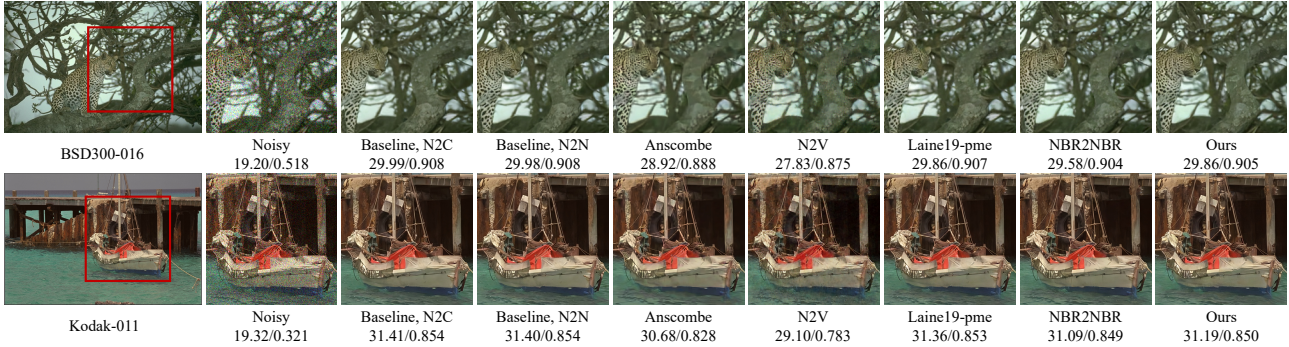 BSD300-016
Noisy
19.20/0.518
Baseline, N2C
29.99/0.908
Baseline, N2N
29.98/0.908
Anscombe
28.92/0.888
N2V
27.83/0.875
Laine19-pme
29.86/0.907
NBR2NBR
29.58/0.904
Ours
29.86/0.905
Kodak-011
Noisy
19.32/0.321
Baseline, N2C
31.41/0.854
Baseline, N2N
31.40/0.854
Anscombe
30.68/0.828
N2V
29.10/0.783
Laine19-pme
31.36/0.853
NBR2NBR
31.09/0.849
Ours
31.19/0.850